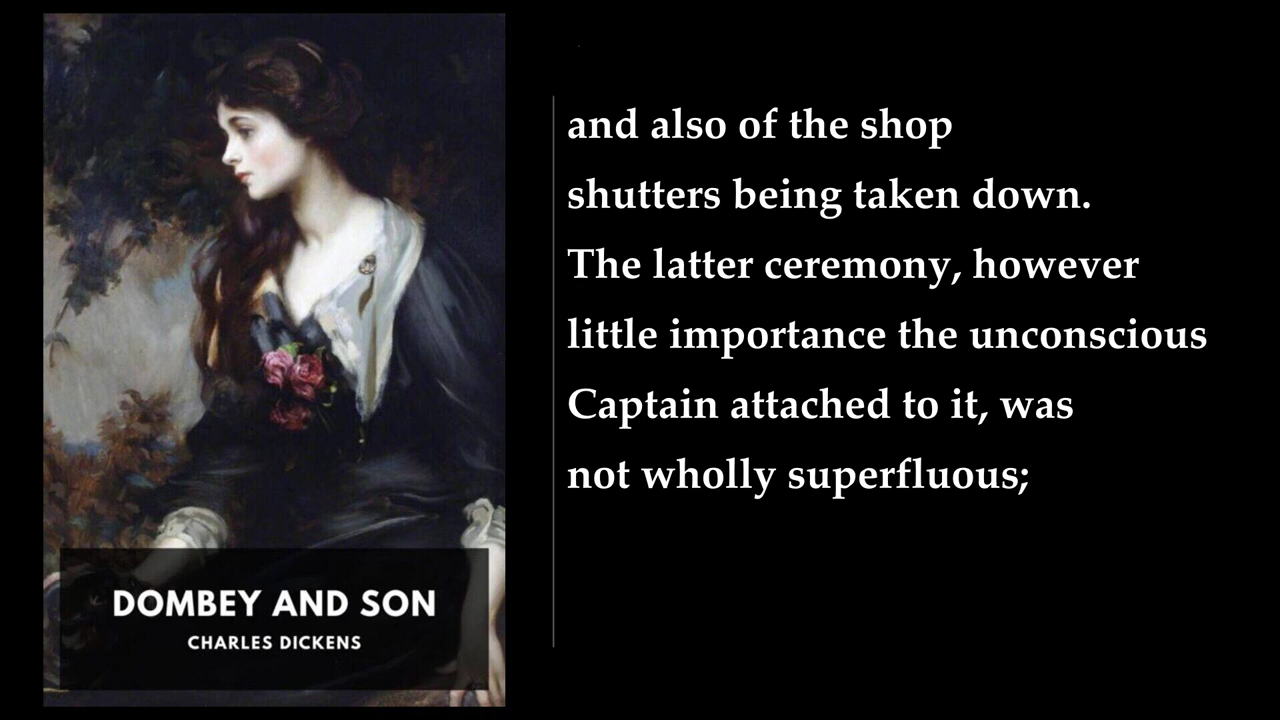 DOMBEY AND SON
CHARLES DICKENS
and also of the shop
shutters being taken down.
The latter ceremony, however
little importance the unconscious
Captain attached to it, was
not wholly superfluous;